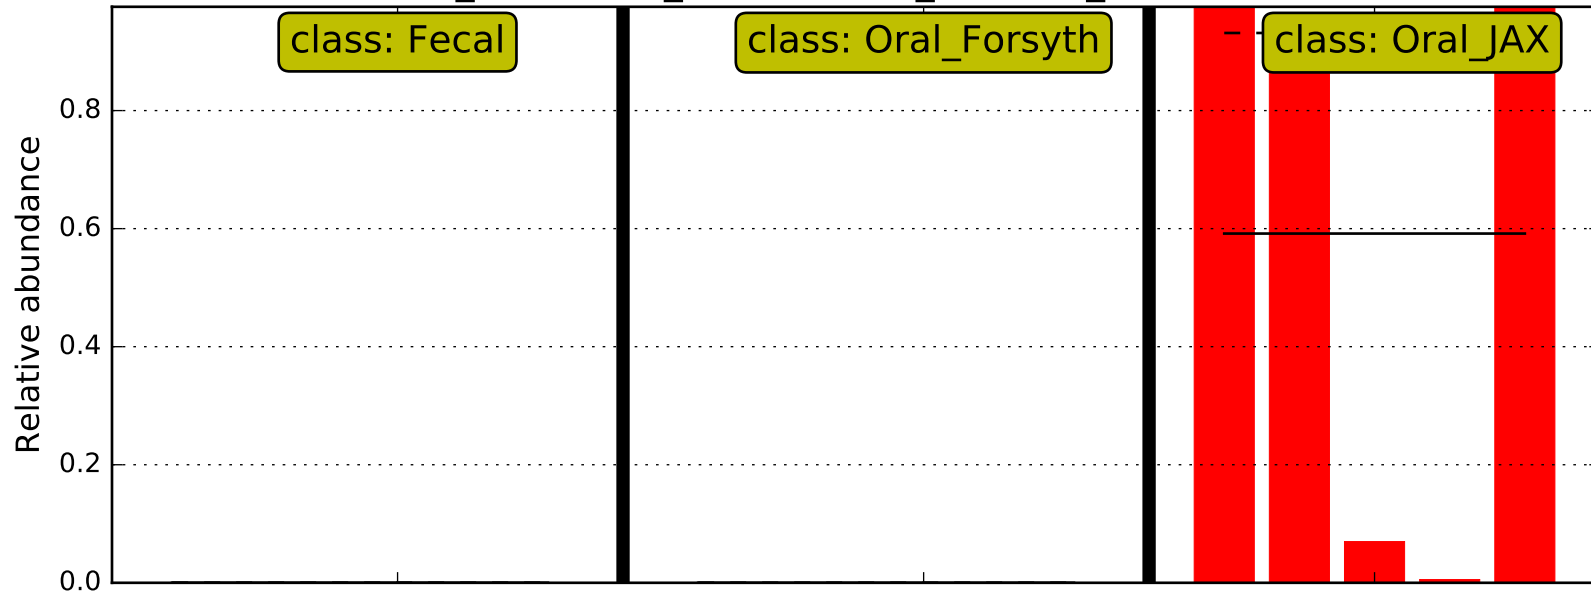 class: Fecal
class: Oral_Forsyth
class: Oral_JAX
Relative abundance
0.8
0.6
0.4
0.2
0.0